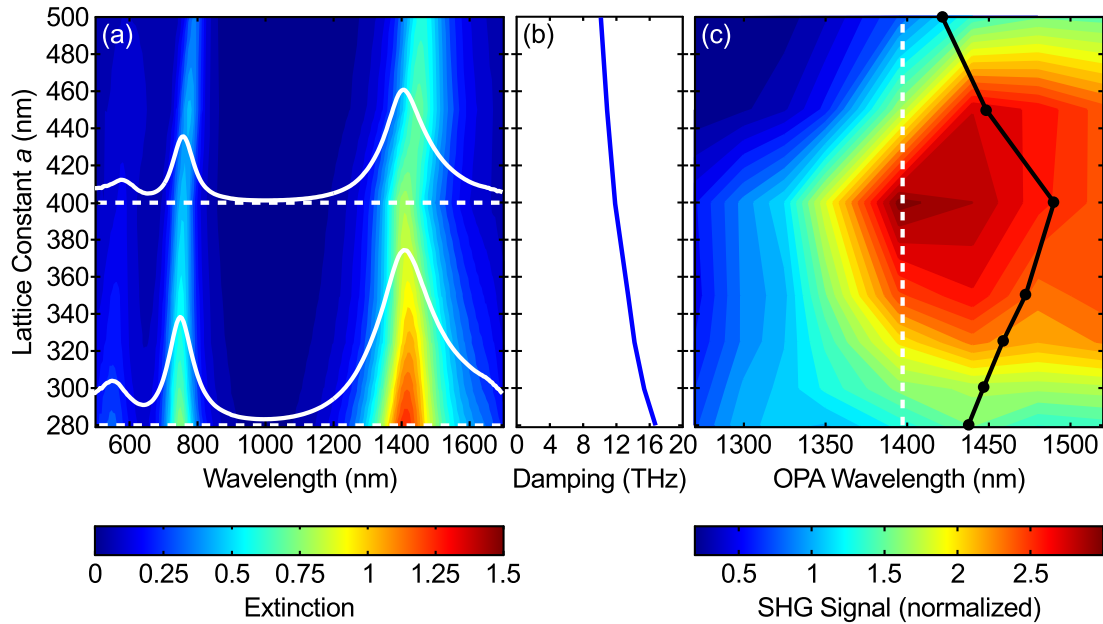 (a) (b) (c)
Lattice Constant a (nm)
500
460
440
420
400
380
360
340
320
300
280
600 800 1000 1200 1400 1600
Wavelength (nm)
0 4 8 12 16 20
Damping (THz)
1300 1350 1400 1450 1500
OPA Wavelength (nm)
0 0.25 0.5 0.75 1 1.25 1.5
Extinction
0.5 1 1.5 2 2.5
SHG Signal (normalized)